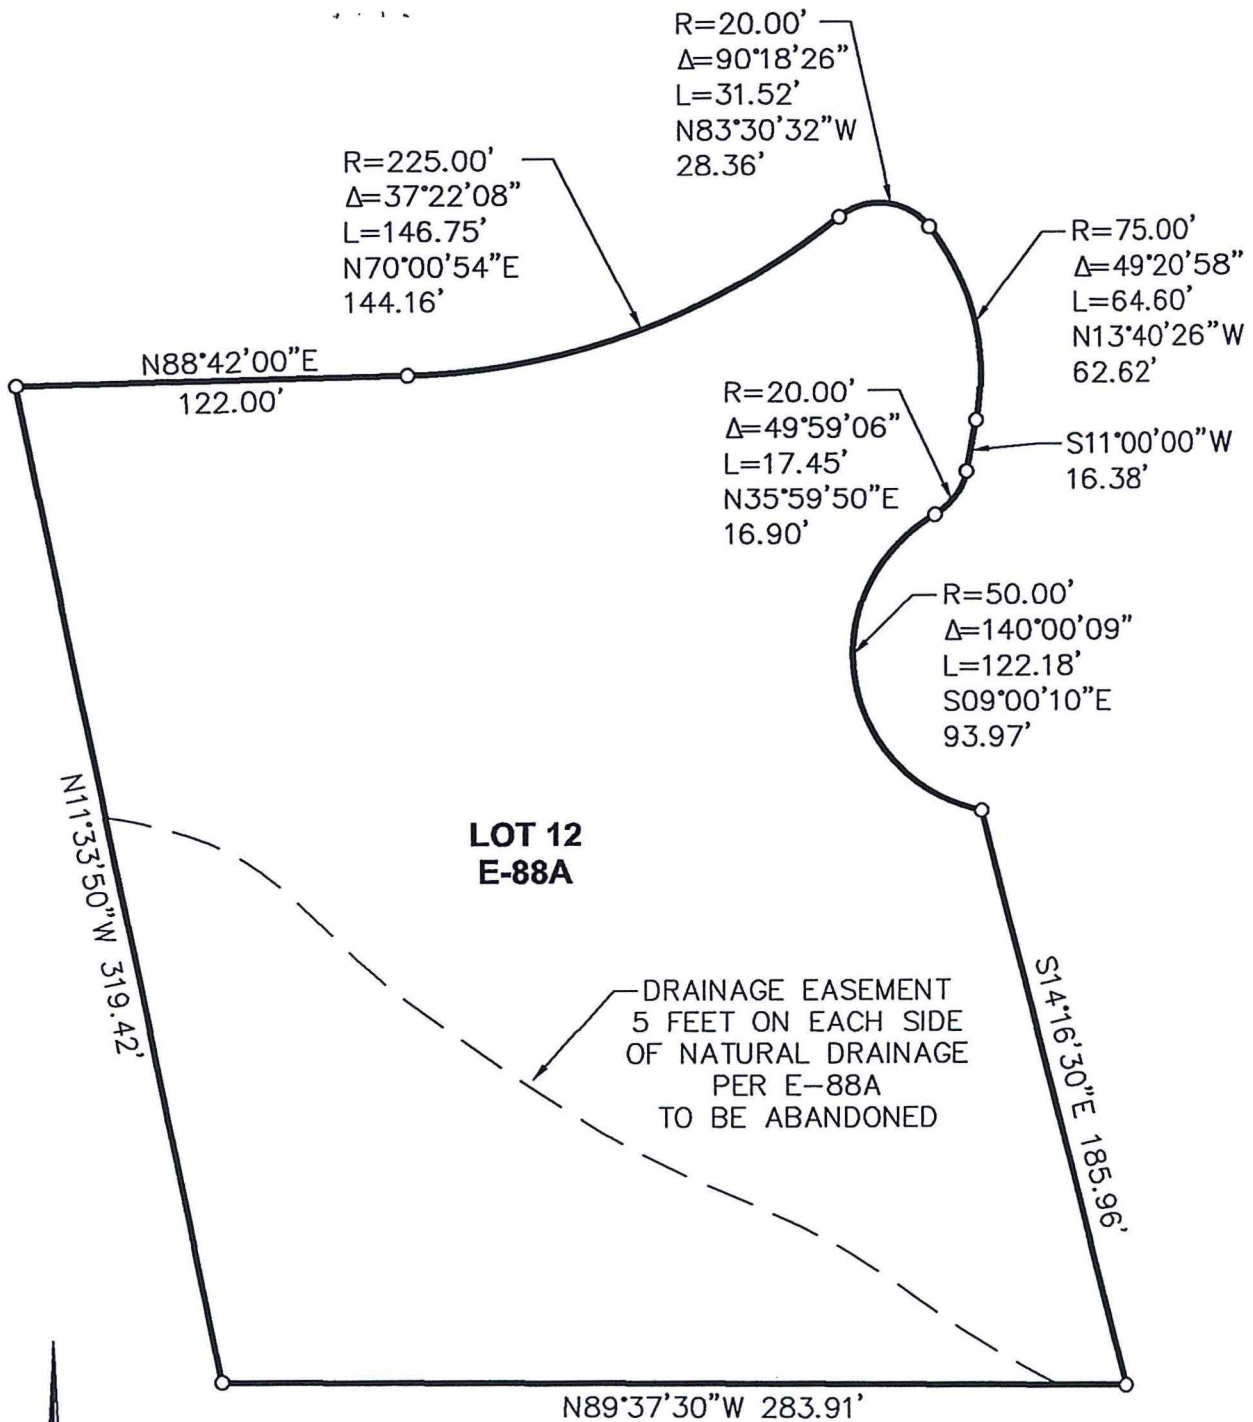 R=20.00'
Δ=90°18'26"
L=31.52'
N83°30'32"W
28.36'
R=225.00'
Δ=37°22'08"
L=146.75'
N70°00'54"E
144.16'
R=75.00'
Δ=49°20'58"
L=64.60'
N13°40'26"W
62.62'
N88°42'00"E
122.00'
R=20.00'
Δ=49°59'06"
L=17.45'
N35°59'50"E
16.90'
S11°00'00"W
16.38'
R=50.00'
Δ=140°00'09"
L=122.18'
S09°00'10"E
93.97'
N11°33'50"W 319.42'
LOT 12
E-88A
DRAINAGE EASEMENT
5 FEET ON EACH SIDE
OF NATURAL DRAINAGE
PER E-88A
TO BE ABANDONED
S14°16'30"E 185.96'
N89°37'30"W 283.91'